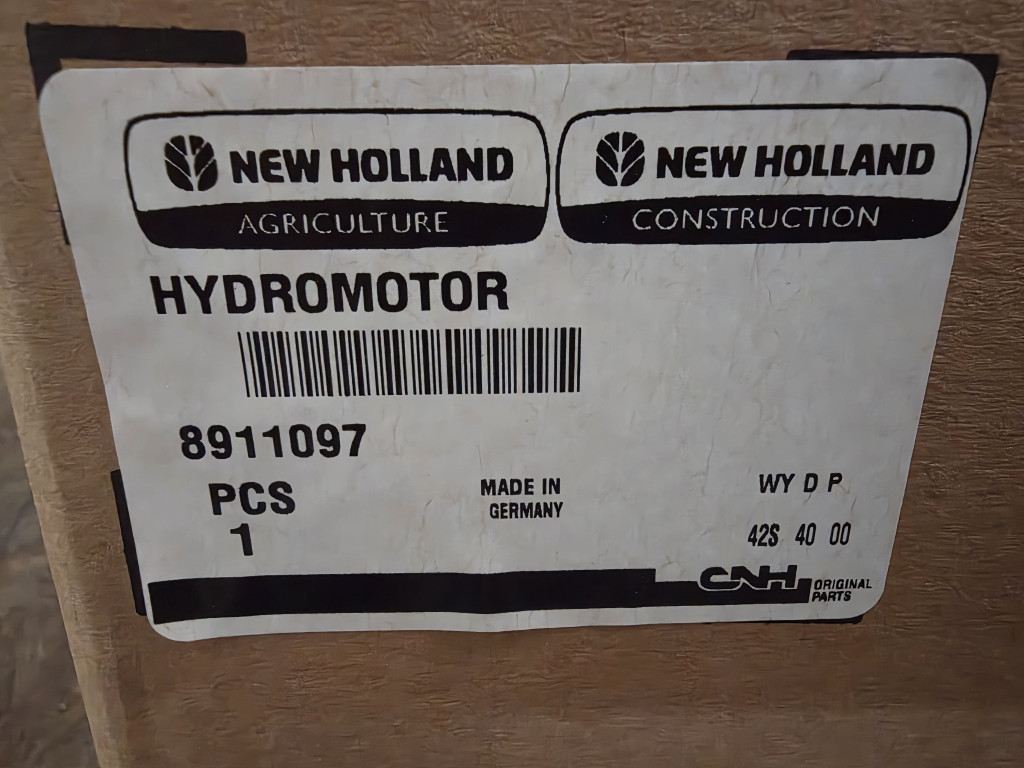 NEW HOLLAND
AGRICULTURE
NEW HOLLAND
CONSTRUCTION
HYDROMOTOR
8911097
PCS
1
MADE IN
GERMANY
WY D P
42S 40 00
CNH ORIGINAL
PARTS